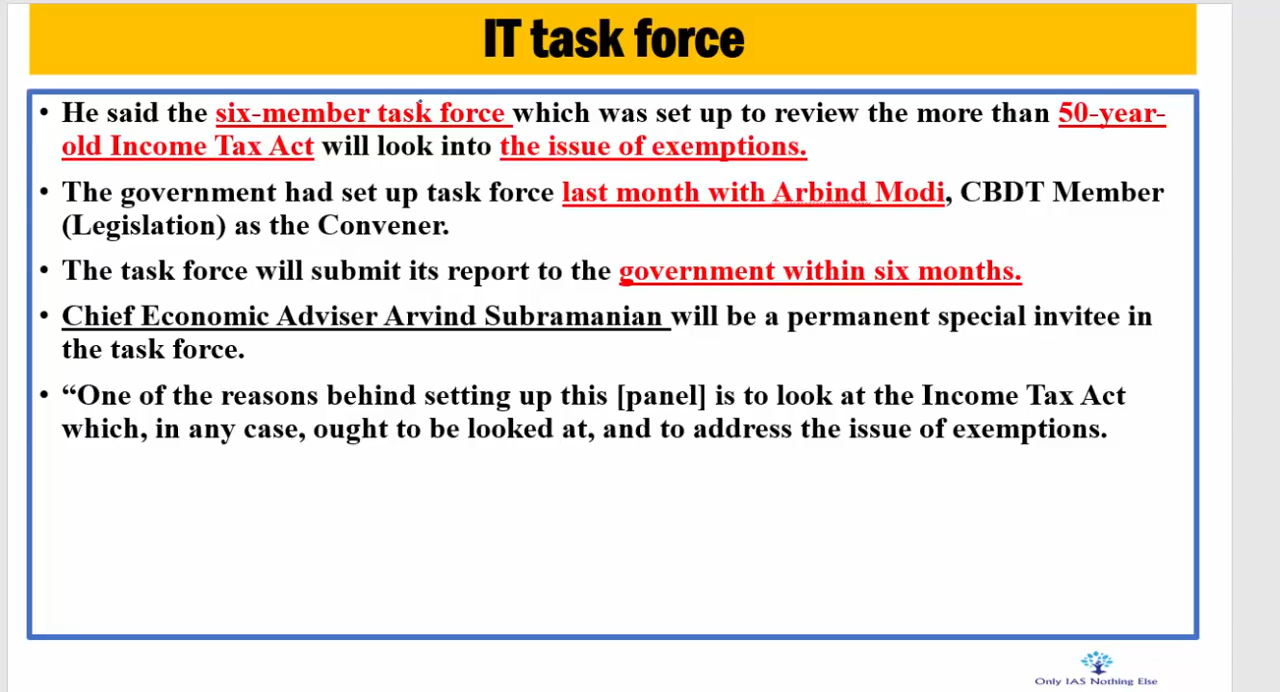 IT task force
• He said the six-member task force which was set up to review the more than 50-year-
old Income Tax Act will look into the issue of exemptions.
• The government had set up task force last month with Arbind Modi, CBDT Member
(Legislation) as the Convener.
• The task force will submit its report to the government within six months.
• Chief Economic Adviser Arvind Subramanian will be a permanent special invitee in
the task force.
• “One of the reasons behind setting up this [panel] is to look at the Income Tax Act
which, in any case, ought to be looked at, and to address the issue of exemptions.
Only IAS Nothing Else